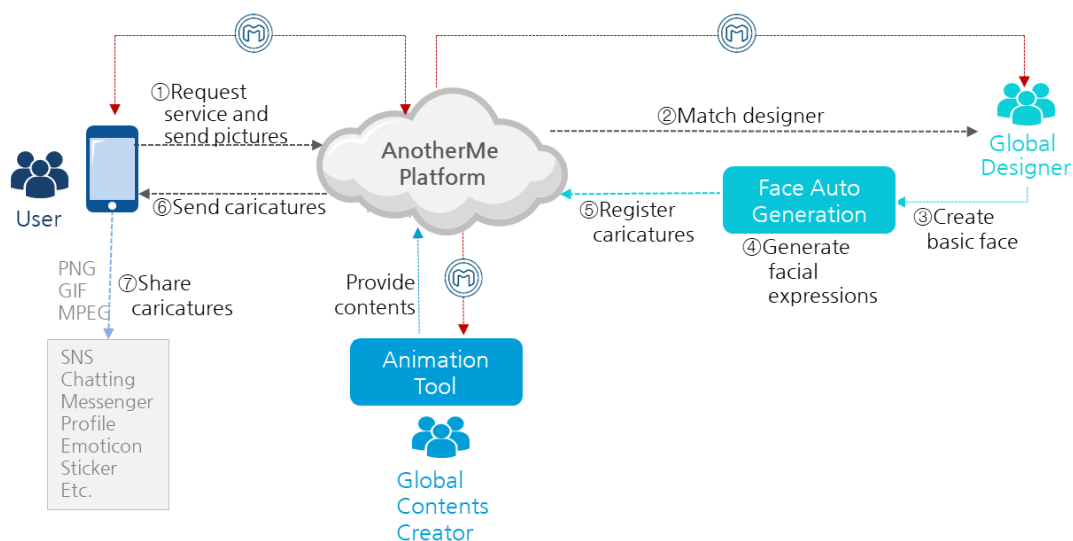 ①Request
service and
send pictures
②Match designer
AnotherMe
Platform
Global
Designer
User
⑥Send caricatures
Face Auto
Generation
⑤Register
caricatures
③Create
basic face
④Generate
facial
expressions
PNG
GIF
MPEG
⑦Share
caricatures
Provide
contents
SNS
Chatting
Messenger
Profile
Emoticon
Sticker
Etc.
Animation
Tool
Global
Contents
Creator